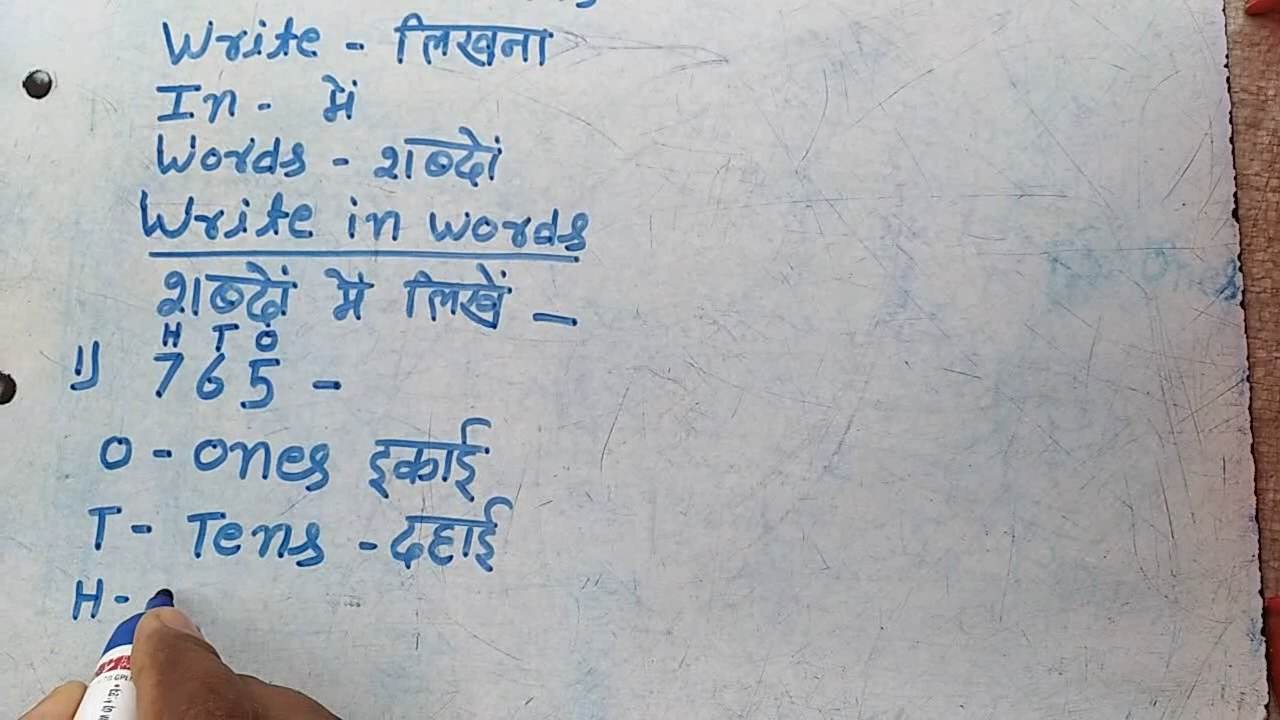 Write - लिखना
In - में
Words - शब्दों
Write in words
शब्दों में लिखें -
H T O
1) 765 -
O - Ones इकाई
T - Tens - दहाई
H -